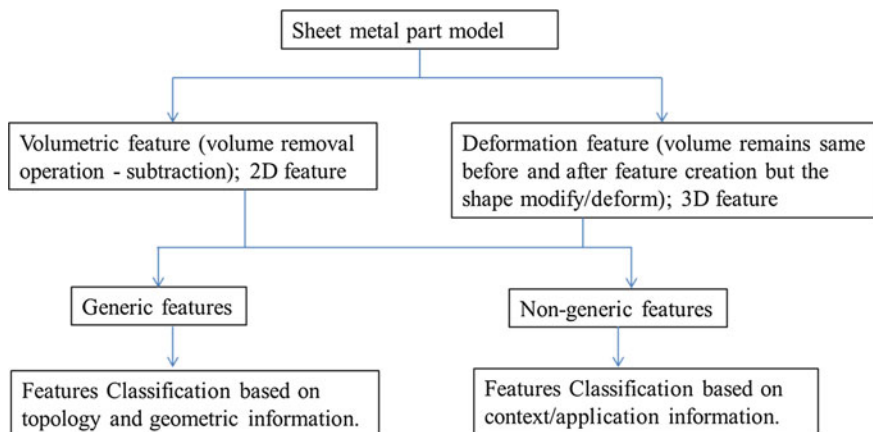 Sheet metal part model
Volumetric feature (volume removal
operation - subtraction); 2D feature
Deformation feature (volume remains same
before and after feature creation but the
shape modify/deform); 3D feature
Generic features
Non-generic features
Features Classification based on
topology and geometric information.
Features Classification based on
context/application information.